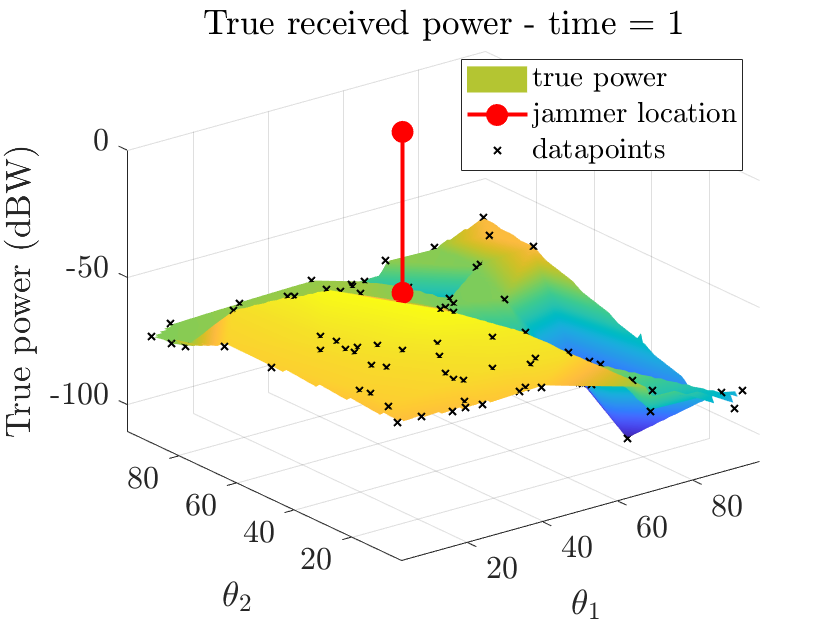 True received power - time = 1
true power
jammer location
datapoints
True power (dBW)
0
-50
-100
80
60
40
20
θ2
20
40
60
80
θ1